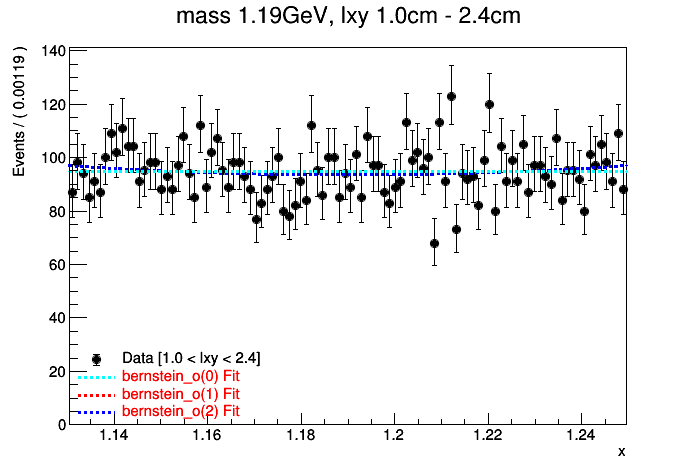 mass 1.19GeV, lxy 1.0cm - 2.4cm
Events / ( 0.00119 )
140
120
100
80
60
40
20
0
Data [1.0 < lxy < 2.4]
bernstein_o(0) Fit
bernstein_o(1) Fit
bernstein_o(2) Fit
1.14 1.16 1.18 1.2 1.22 1.24
x